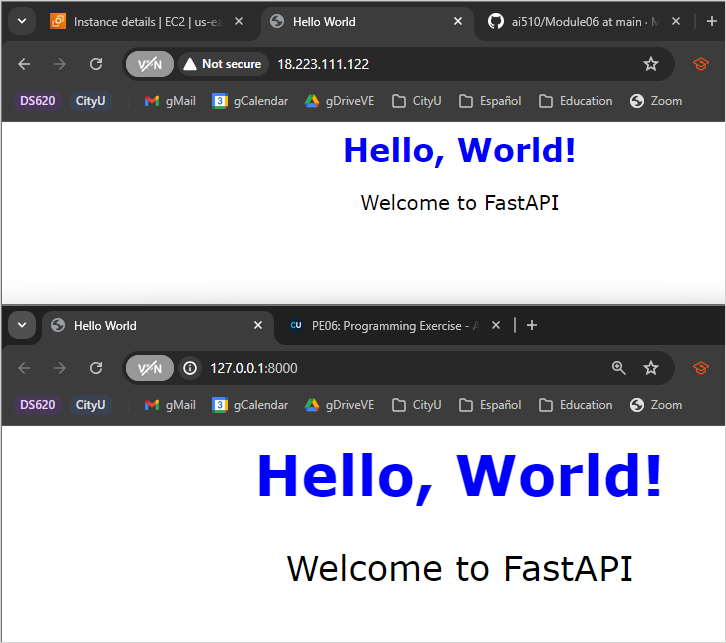 Instance details | EC2 | us-ea
Hello World
ai510/Module06 at main · M
VPN
Not secure
18.223.111.122
DS620
CityU
gMail
gCalendar
gDriveVE
CityU
Español
Education
Zoom
Hello, World!
Welcome to FastAPI
Hello World
CU
PE06: Programming Exercise - A
VPN
127.0.0.1:8000
DS620
CityU
gMail
gCalendar
gDriveVE
CityU
Español
Education
Zoom
Hello, World!
Welcome to FastAPI